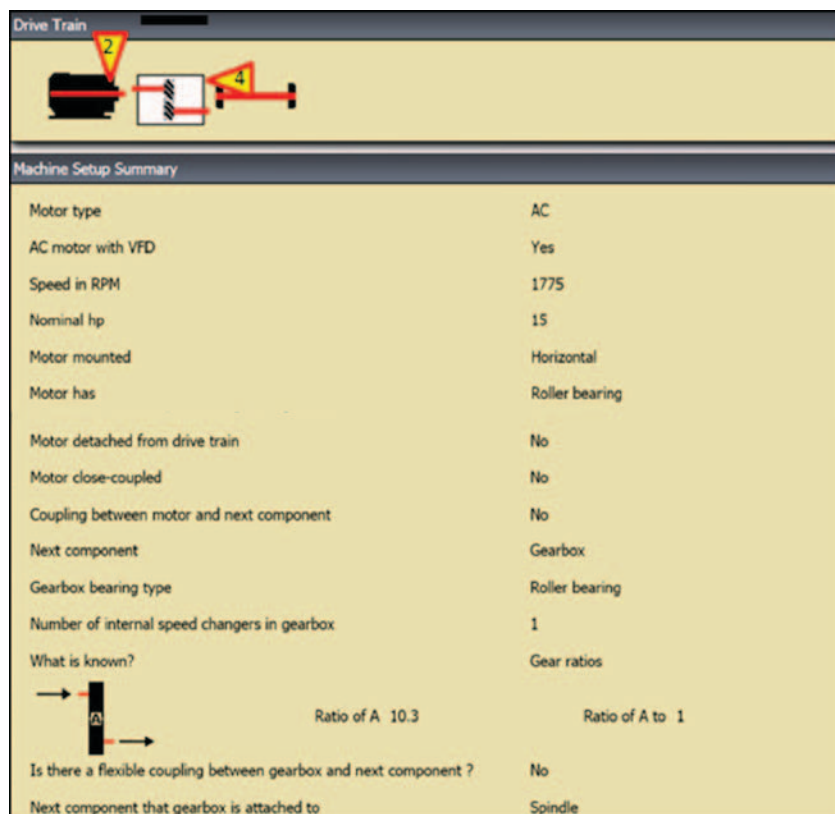 Drive Train
2
4
Machine Setup Summary
Motor type AC
AC motor with VFD Yes
Speed in RPM 1775
Nominal hp 15
Motor mounted Horizontal
Motor has Roller bearing
Motor detached from drive train No
Motor close-coupled No
Coupling between motor and next component No
Next component Gearbox
Gearbox bearing type Roller bearing
Number of internal speed changers in gearbox 1
What is known? Gear ratios
A Ratio of A 10.3 Ratio of A to 1
Is there a flexible coupling between gearbox and next component ? No
Next component that gearbox is attached to Spindle